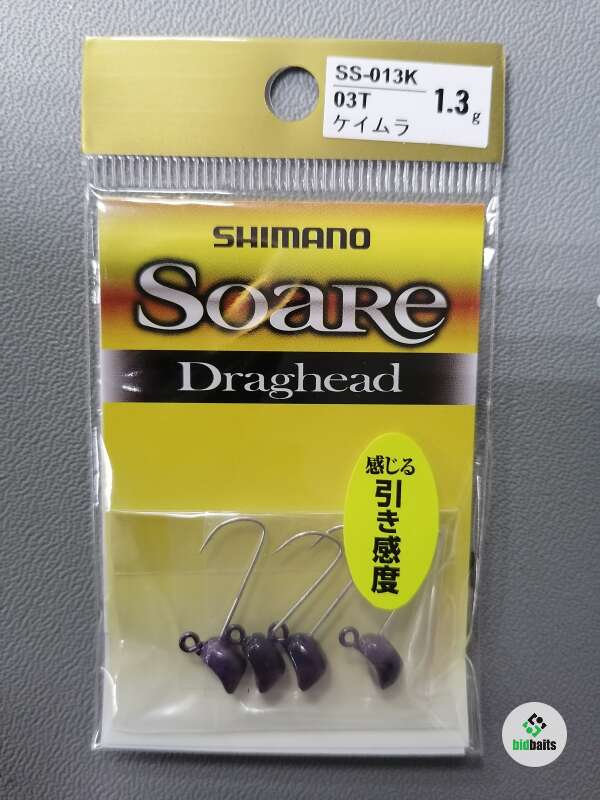 SS-013K
03T
1.3g
ケイムラ
SHIMANO
Soare
Draghead
感じる
引き感度
bidbaits